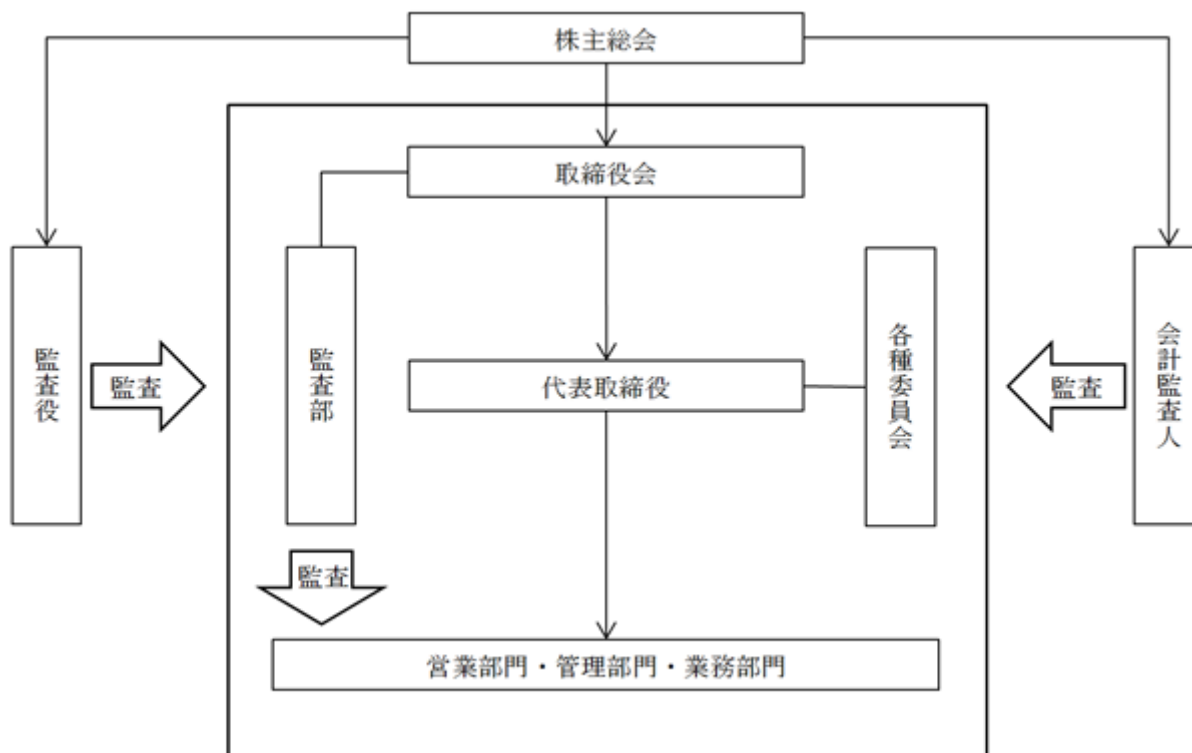 株主総会
取締役会
監査役
監査
監査部
代表取締役
各種委員会
監査
会計監査人
監査
営業部門・管理部門・業務部門